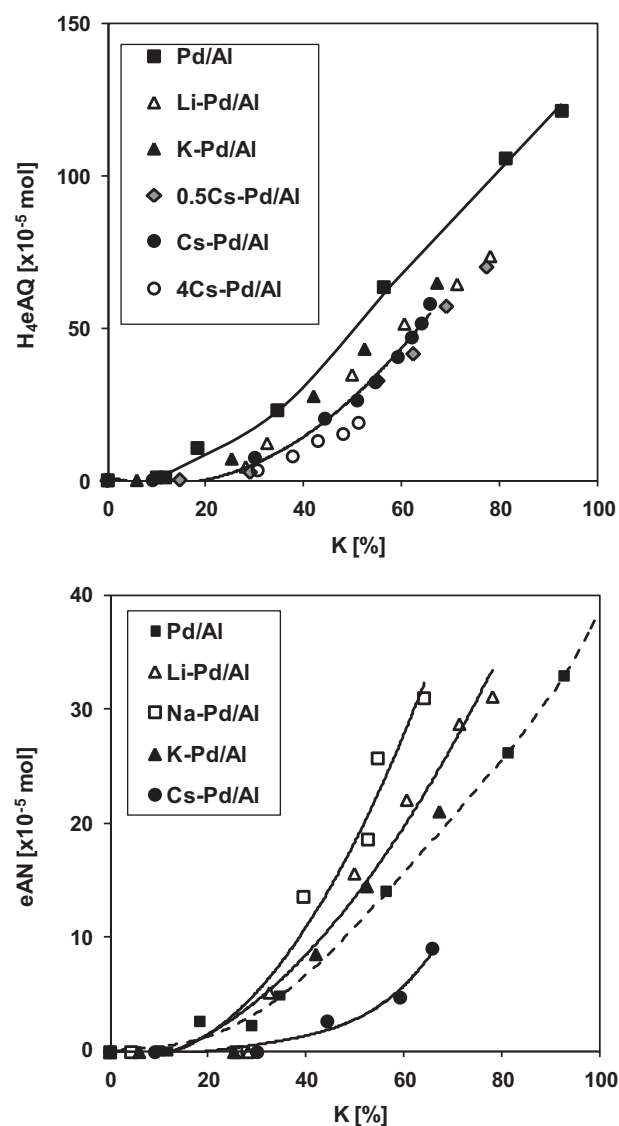 150
100
50
0
H₄eAQ [x10⁻⁵ mol]
Pd/Al
Li-Pd/Al
K-Pd/Al
0.5Cs-Pd/Al
Cs-Pd/Al
4Cs-Pd/Al
0 20 40 60 80 100
K [%]
40
30
20
10
0
eAN [x10⁻⁵ mol]
Pd/Al
Li-Pd/Al
Na-Pd/Al
K-Pd/Al
Cs-Pd/Al
0 20 40 60 80 100
K [%]